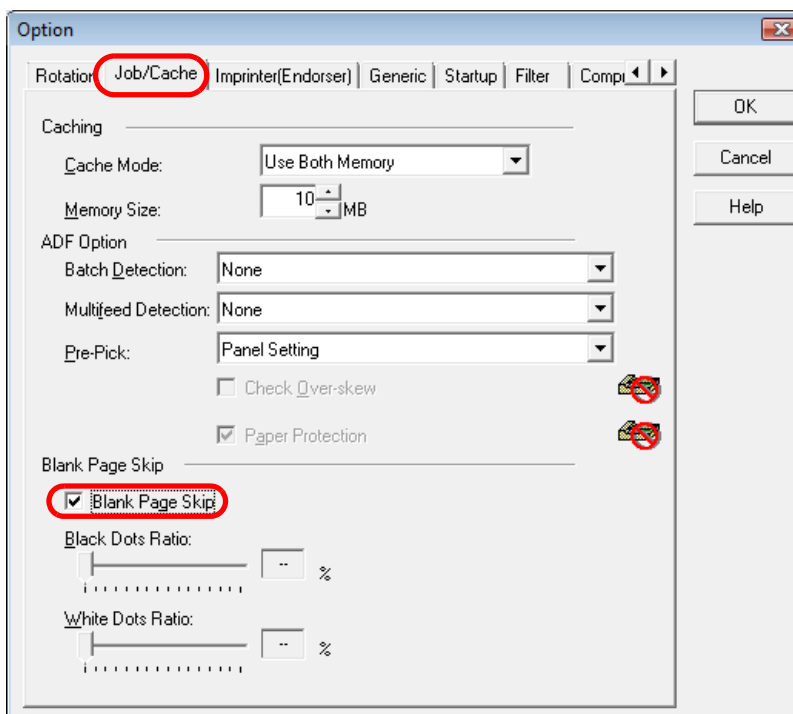 Option
Rotation Job/Cache Imprinter(Endorser) Generic Startup Filter Compr
OK
Caching
Cancel
Cache Mode: Use Both Memory
Help
Memory Size: 10 MB
ADF Option
Batch Detection: None
Multifeed Detection: None
Pre-Pick: Panel Setting
Check Over-skew
Paper Protection
Blank Page Skip
Blank Page Skip
Black Dots Ratio:
-- %
White Dots Ratio:
-- %